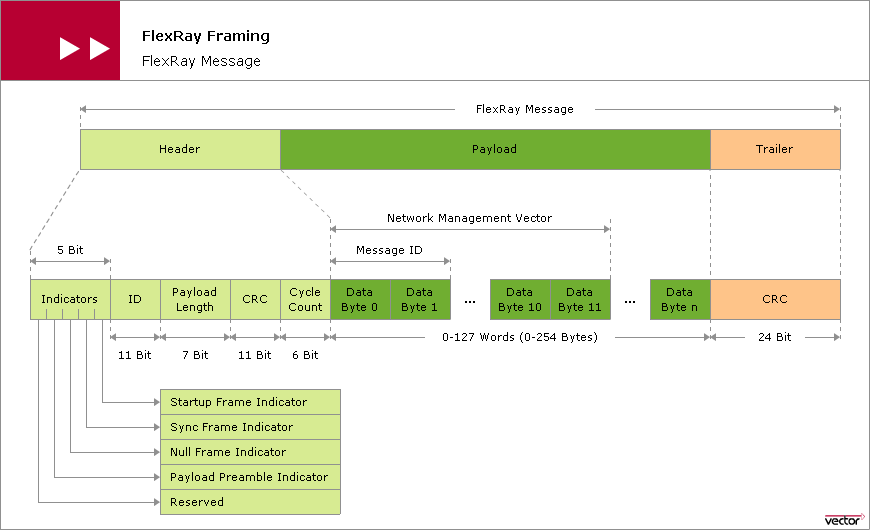 FlexRay Framing
FlexRay Message
FlexRay Message
Header
Payload
Trailer
Network Management Vector
5 Bit
Message ID
Indicators
ID
Payload
Length
CRC
Cycle
Count
Data
Byte 0
Data
Byte 1
...
Data
Byte 10
Data
Byte 11
...
Data
Byte n
CRC
11 Bit
7 Bit
11 Bit
6 Bit
0-127 Words (0-254 Bytes)
24 Bit
Startup Frame Indicator
Sync Frame Indicator
Null Frame Indicator
Payload Preamble Indicator
Reserved
vector